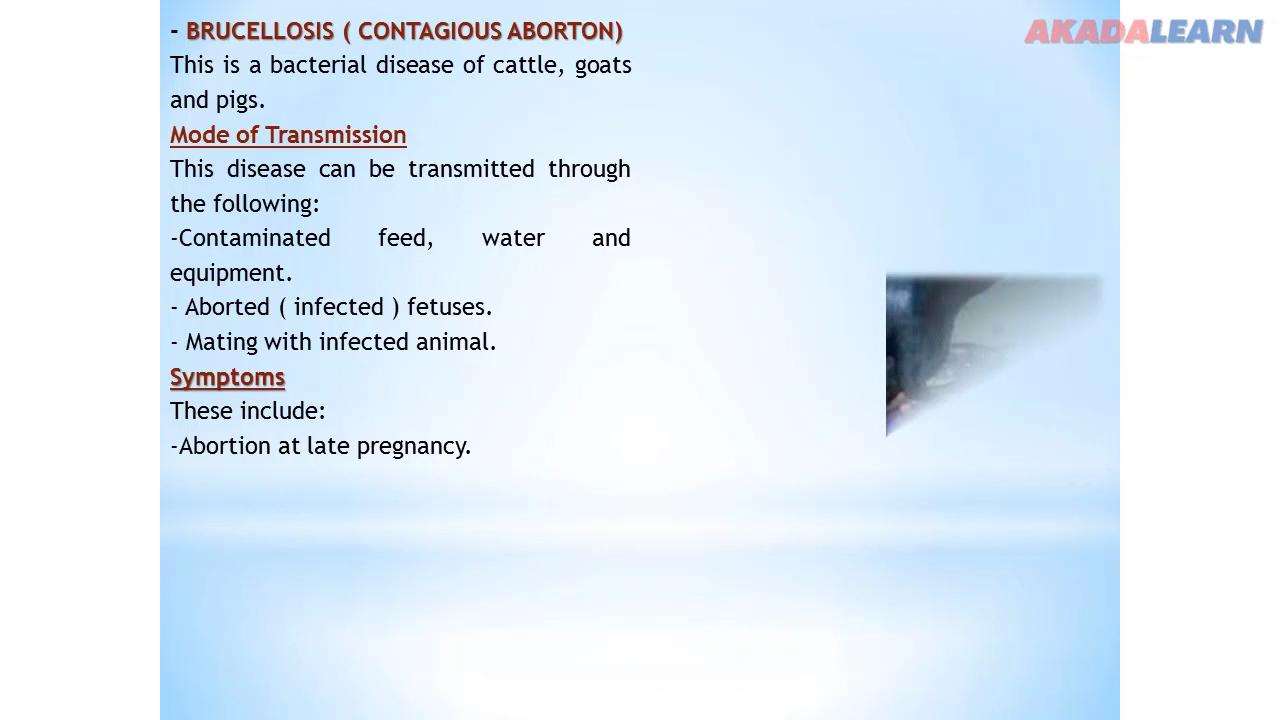 AKADALEARN
- BRUCELLOSIS ( CONTAGIOUS ABORTON)
This is a bacterial disease of cattle, goats
and pigs.
Mode of Transmission
This disease can be transmitted through
the following:
-Contaminated feed, water and
equipment.
- Aborted ( infected ) fetuses.
- Mating with infected animal.
Symptoms
These include:
-Abortion at late pregnancy.